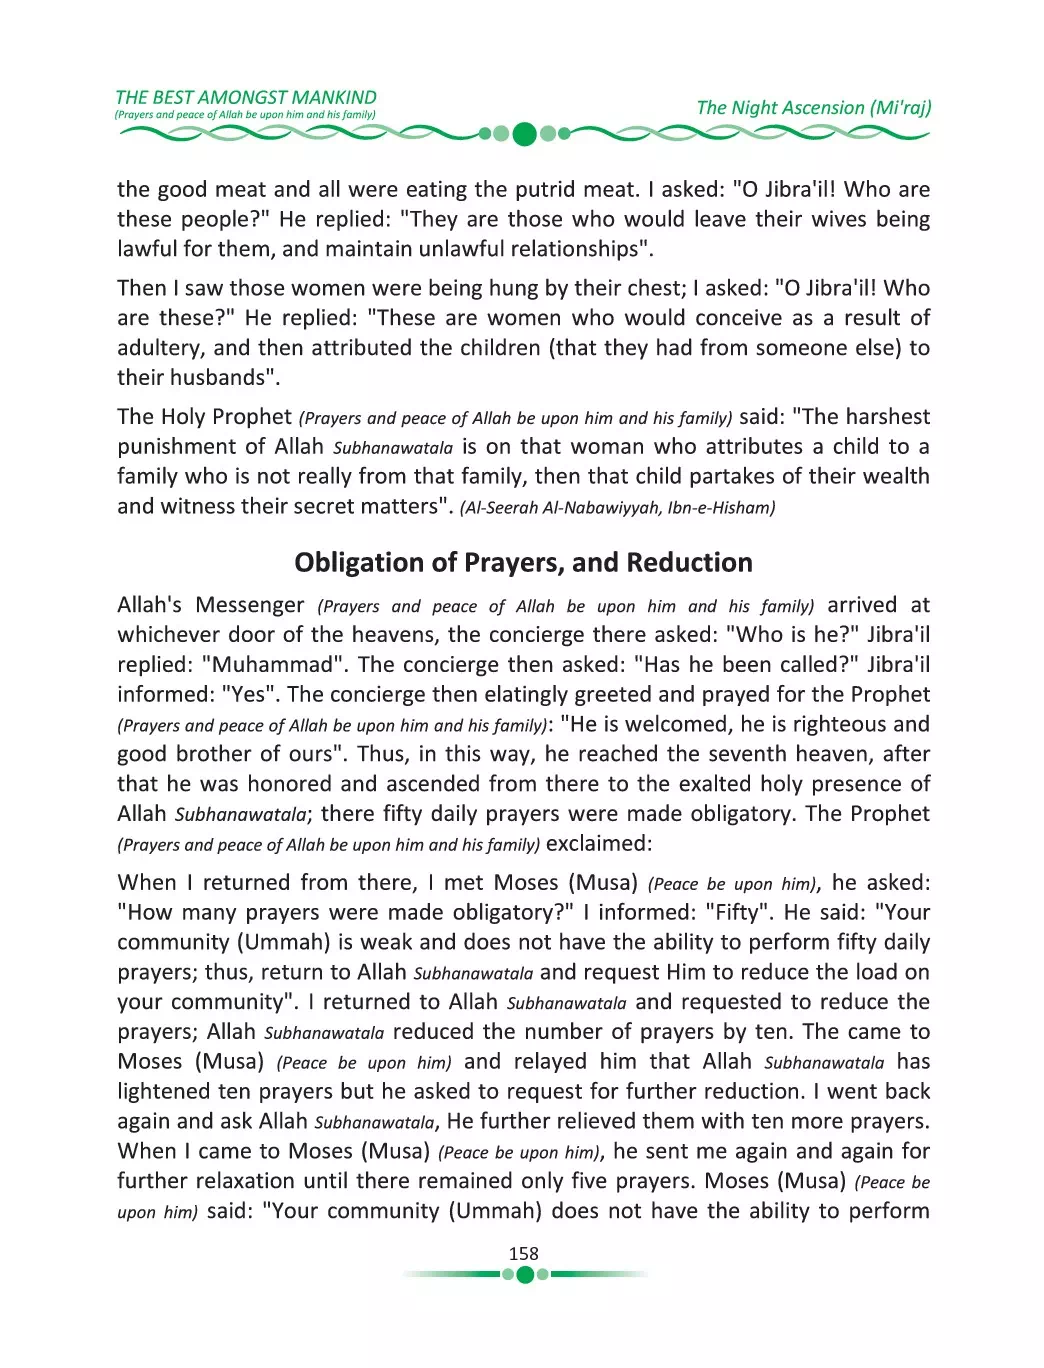 THE BEST AMONGST MANKIND
(Prayers and peace of Allah be upon him and his family)
The Night Ascension (Mi'raj)
the good meat and all were eating the putrid meat. I asked: "O Jibra'il! Who are
these people?" He replied: "They are those who would leave their wives being
lawful for them, and maintain unlawful relationships".
Then I saw those women were being hung by their chest; I asked: "O Jibra'il! Who
are these?" He replied: "These are women who would conceive as a result of
adultery, and then attributed the children (that they had from someone else) to
their husbands".
The Holy Prophet (Prayers and peace of Allah be upon him and his family) said: "The harshest
punishment of Allah Subhanawatala is on that woman who attributes a child to a
family who is not really from that family, then that child partakes of their wealth
and witness their secret matters". (Al-Seerah Al-Nabawiyyah, Ibn-e-Hisham)
Obligation of Prayers, and Reduction
Allah's Messenger (Prayers and peace of Allah be upon him and his family) arrived at
whichever door of the heavens, the concierge there asked: "Who is he?" Jibra'il
replied: "Muhammad". The concierge then asked: "Has he been called?" Jibra'il
informed: "Yes". The concierge then elatingly greeted and prayed for the Prophet
(Prayers and peace of Allah be upon him and his family): "He is welcomed, he is righteous and
good brother of ours". Thus, in this way, he reached the seventh heaven, after
that he was honored and ascended from there to the exalted holy presence of
Allah Subhanawatala; there fifty daily prayers were made obligatory. The Prophet
(Prayers and peace of Allah be upon him and his family) exclaimed:
When I returned from there, I met Moses (Musa) (Peace be upon him), he asked:
"How many prayers were made obligatory?" I informed: "Fifty". He said: "Your
community (Ummah) is weak and does not have the ability to perform fifty daily
prayers; thus, return to Allah Subhanawatala and request Him to reduce the load on
your community". I returned to Allah Subhanawatala and requested to reduce the
prayers; Allah Subhanawatala reduced the number of prayers by ten. The came to
Moses (Musa) (Peace be upon him) and relayed him that Allah Subhanawatala has
lightened ten prayers but he asked to request for further reduction. I went back
again and ask Allah Subhanawatala, He further relieved them with ten more prayers.
When I came to Moses (Musa) (Peace be upon him), he sent me again and again for
further relaxation until there remained only five prayers. Moses (Musa) (Peace be
upon him) said: "Your community (Ummah) does not have the ability to perform
158